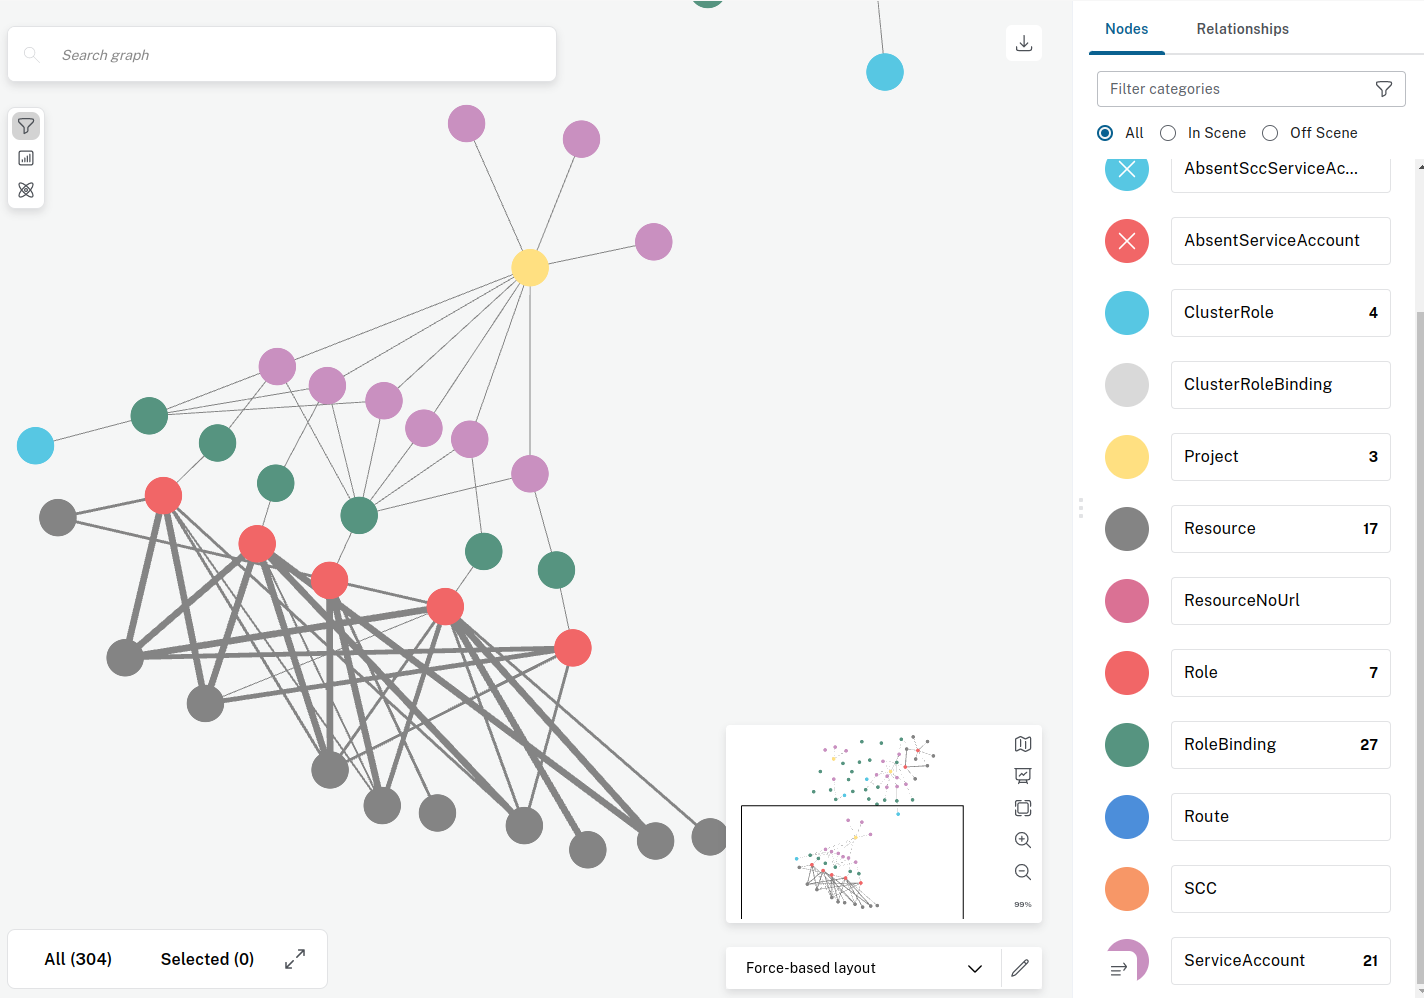 Search graph
Nodes
Relationships
Filter categories
All
In Scene
Off Scene
AbsentSccServiceAc...
AbsentServiceAccount
ClusterRole
4
ClusterRoleBinding
Project
3
Resource
17
ResourceNoUrl
Role
7
RoleBinding
27
Route
SCC
ServiceAccount
21
99%
All (304)
Selected (0)
Force-based layout